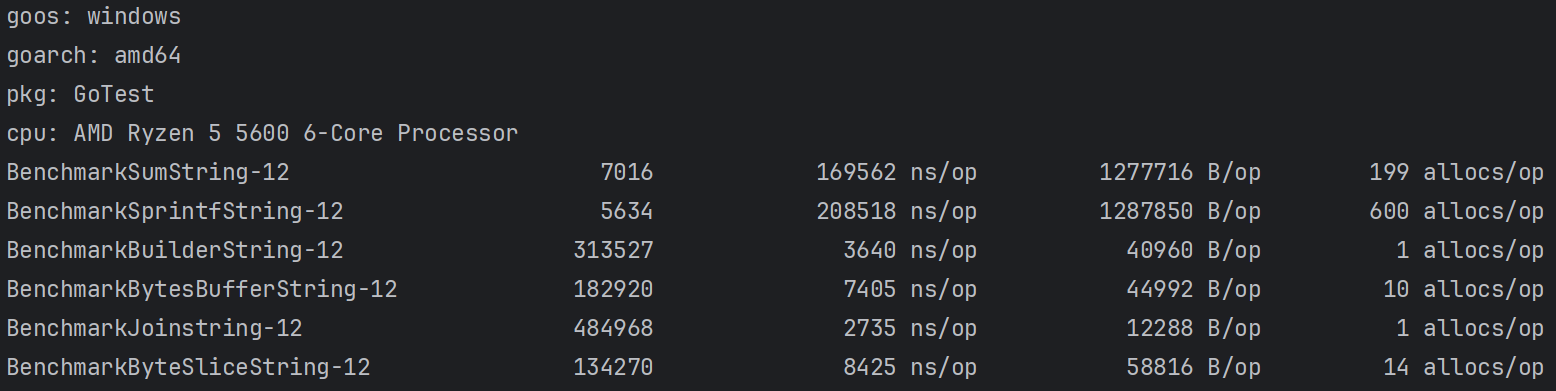 goos: windows
goarch: amd64
pkg: GoTest
cpu: AMD Ryzen 5 5600 6-Core Processor
BenchmarkSumString-12 7016 169562 ns/op 1277716 B/op 199 allocs/op
BenchmarkSprintfString-12 5634 208518 ns/op 1287850 B/op 600 allocs/op
BenchmarkBuilderString-12 313527 3640 ns/op 40960 B/op 1 allocs/op
BenchmarkBytesBufferString-12 182920 7405 ns/op 44992 B/op 10 allocs/op
BenchmarkJoinstring-12 484968 2735 ns/op 12288 B/op 1 allocs/op
BenchmarkByteSliceString-12 134270 8425 ns/op 58816 B/op 14 allocs/op